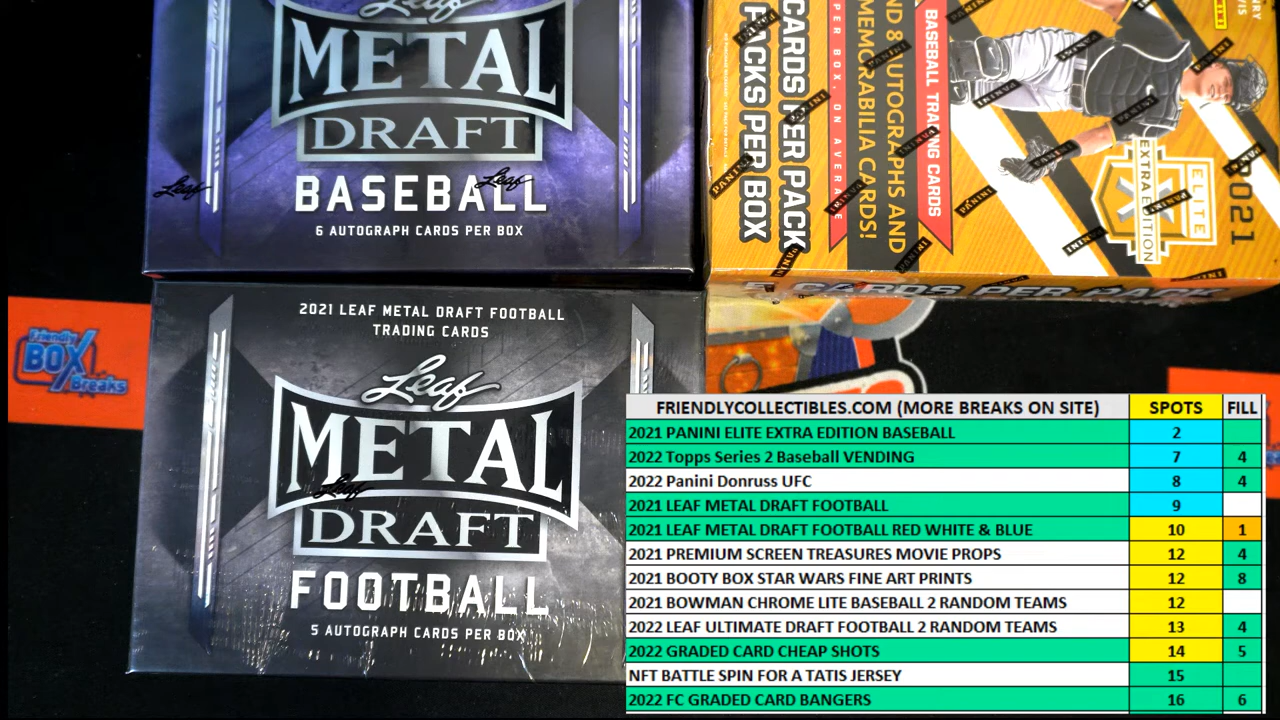 Leaf
METAL
DRAFT
BASEBALL
Leaf
Leaf
6 AUTOGRAPH CARDS PER BOX
CARDS PER PACK
PACKS PER BOX
ND 8 AUTOGRAPHS AND
MEMORABILIA CARDS!
PER BOX, ON AVERAGE
BASEBALL TRADING CARDS
2021
ELITE
EXTRA EDITION
PANINI
5 CARDS PER PACK
Friendly
BOX
Breaks
2021 LEAF METAL DRAFT FOOTBALL
TRADING CARDS
Leaf
METAL
Leaf
DRAFT
FOOTBALL
5 AUTOGRAPH CARDS PER BOX
FRIENDLYCOLLECTIBLES.COM (MORE BREAKS ON SITE) SPOTS FILL
2021 PANINI ELITE EXTRA EDITION BASEBALL 2
2022 Topps Series 2 Baseball VENDING 7 4
2022 Panini Donruss UFC 8 4
2021 LEAF METAL DRAFT FOOTBALL 9
2021 LEAF METAL DRAFT FOOTBALL RED WHITE & BLUE 10 1
2021 PREMIUM SCREEN TREASURES MOVIE PROPS 12 4
2021 BOOTY BOX STAR WARS FINE ART PRINTS 12 8
2021 BOWMAN CHROME LITE BASEBALL 2 RANDOM TEAMS 12
2022 LEAF ULTIMATE DRAFT FOOTBALL 2 RANDOM TEAMS 13 4
2022 GRADED CARD CHEAP SHOTS 14 5
NFT BATTLE SPIN FOR A TATIS JERSEY 15
2022 FC GRADED CARD BANGERS 16 6